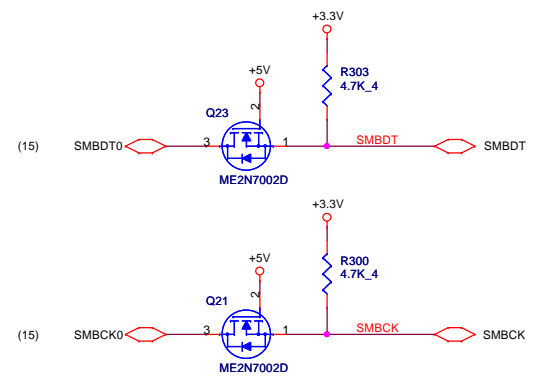 +3.3V
+5V
R303
4.7K_4
Q23
2
(15)
SMBDT0
3
1
SMBDT
SMBDT
ME2N7002D
+3.3V
+5V
R300
4.7K_4
Q21
2
(15)
SMBCK0
3
1
SMBCK
SMBCK
ME2N7002D